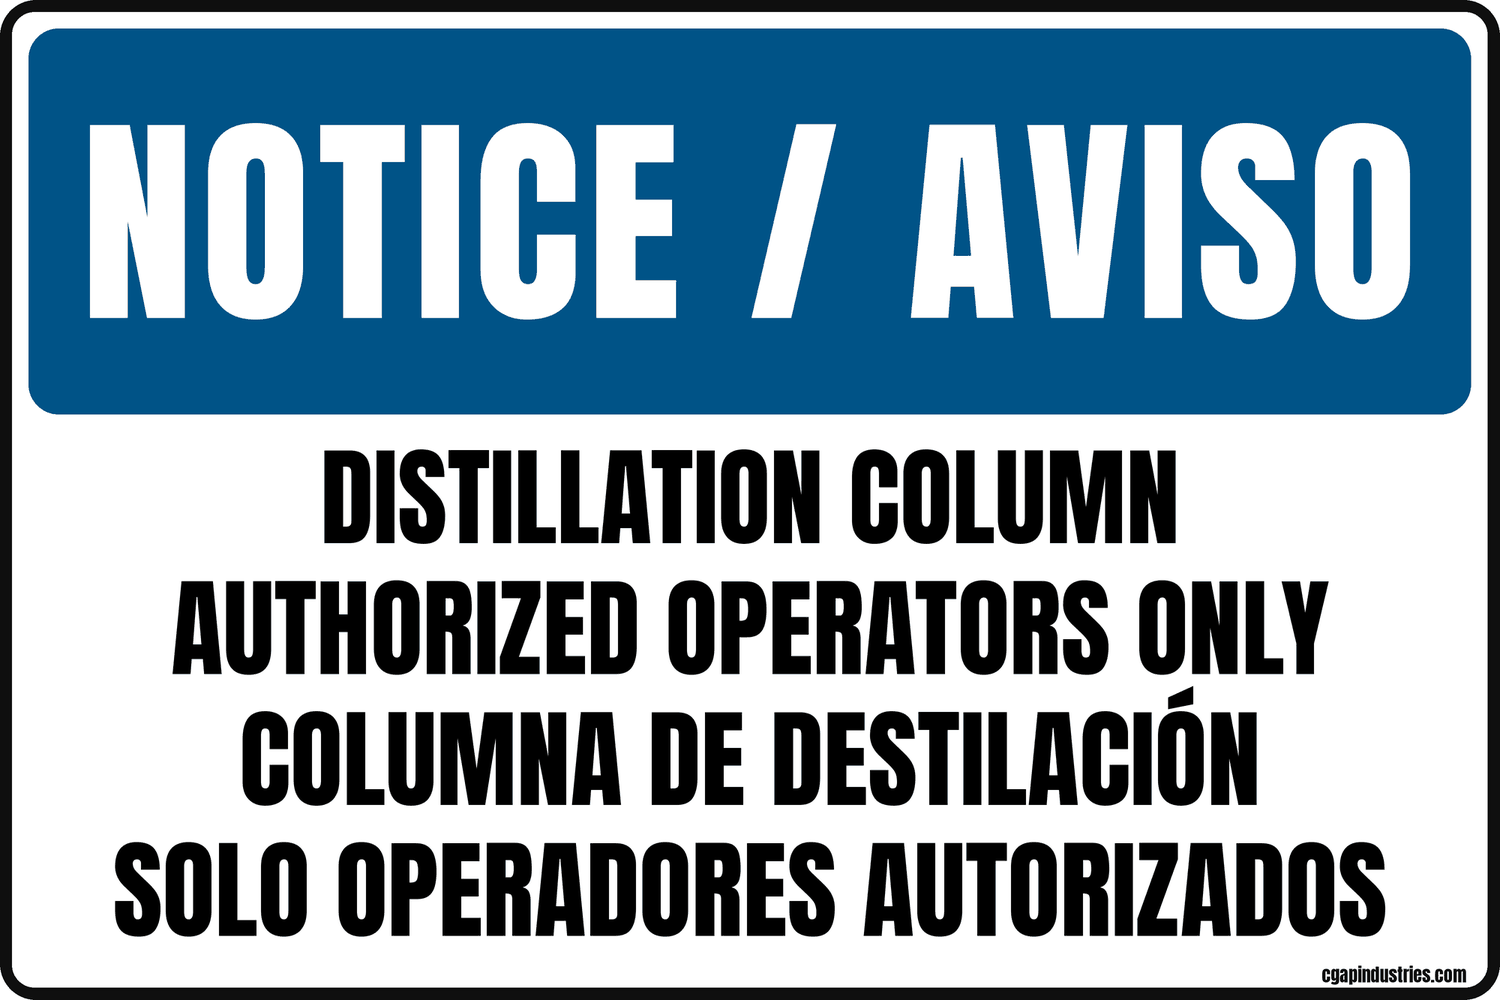 NOTICE / AVISO
DISTILLATION COLUMN
AUTHORIZED OPERATORS ONLY
COLUMNA DE DESTILACIÓN
SOLO OPERADORES AUTORIZADOS
cgapindustries.com